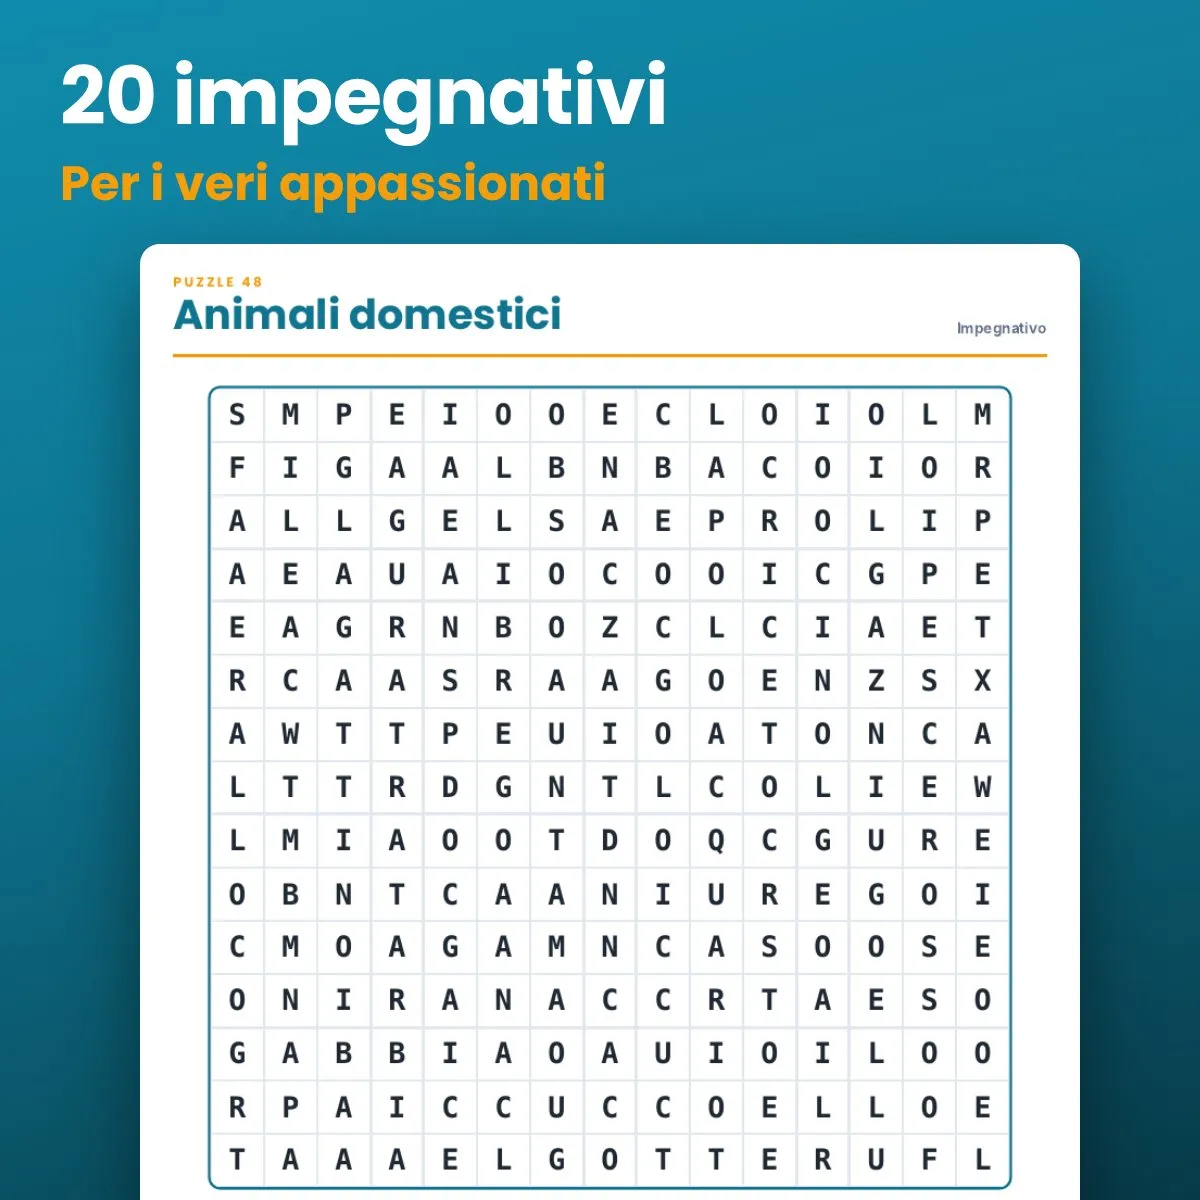 20 impegnativi
Per i veri appassionati
PUZZLE 48
Animali domestici
Impegnativo
S M P E I O O E C L O I O L M
F I G A A L B N B A C O I O R
A L L G E L S A E P R O L I P
A E A U A I O C O O I C G P E
E A G R N B O Z C L C I A E T
R C A A S R A A G O E N Z S X
A W T T P E U I O A T O N C A
L T T R D G N T L C O L I E W
L M I A O O T D O Q C G U R E
O B N T C A A N I U R E G O I
C M O A G A M N C A S O O S E
O N I R A N A C C R T A E S O
G A B B I A O A U I O I L O O
R P A I C C U C C O E L L O E
T A A A E L G O T T E R U F L